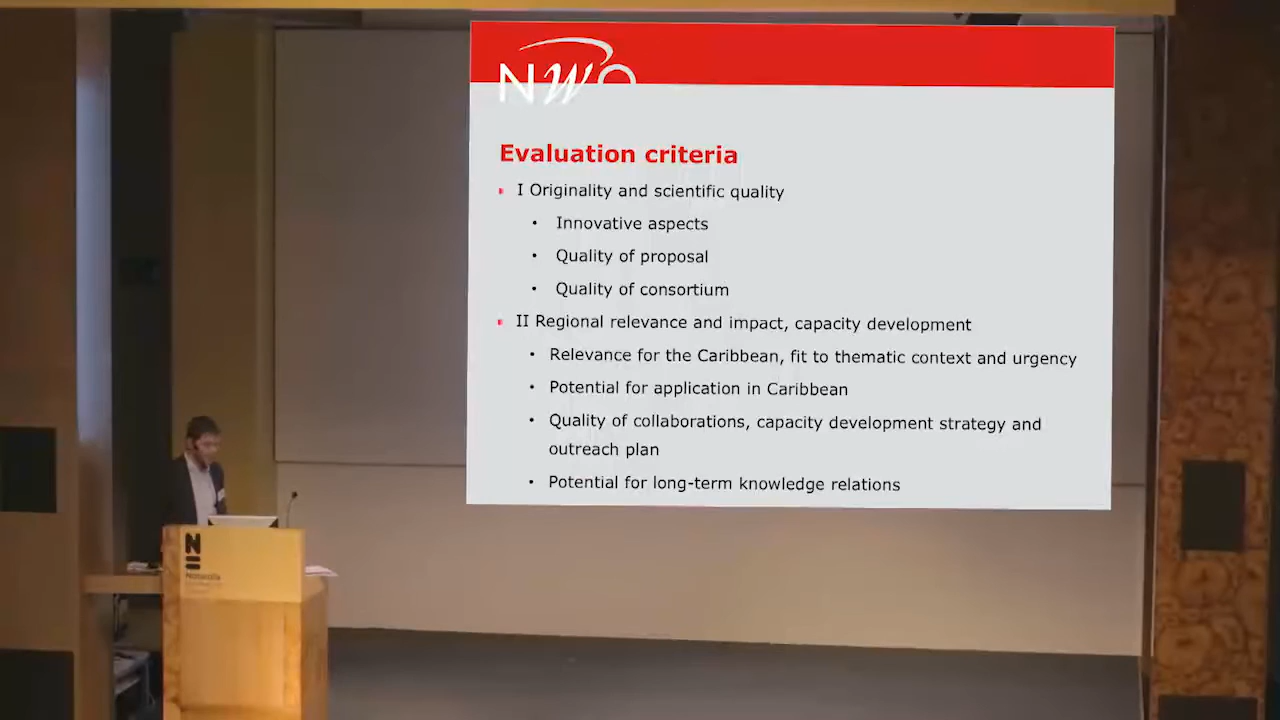 NWO
Evaluation criteria
I Originality and scientific quality
• Innovative aspects
• Quality of proposal
• Quality of consortium
II Regional relevance and impact, capacity development
• Relevance for the Caribbean, fit to thematic context and urgency
• Potential for application in Caribbean
• Quality of collaborations, capacity development strategy and
outreach plan
• Potential for long-term knowledge relations
N
Naturalis